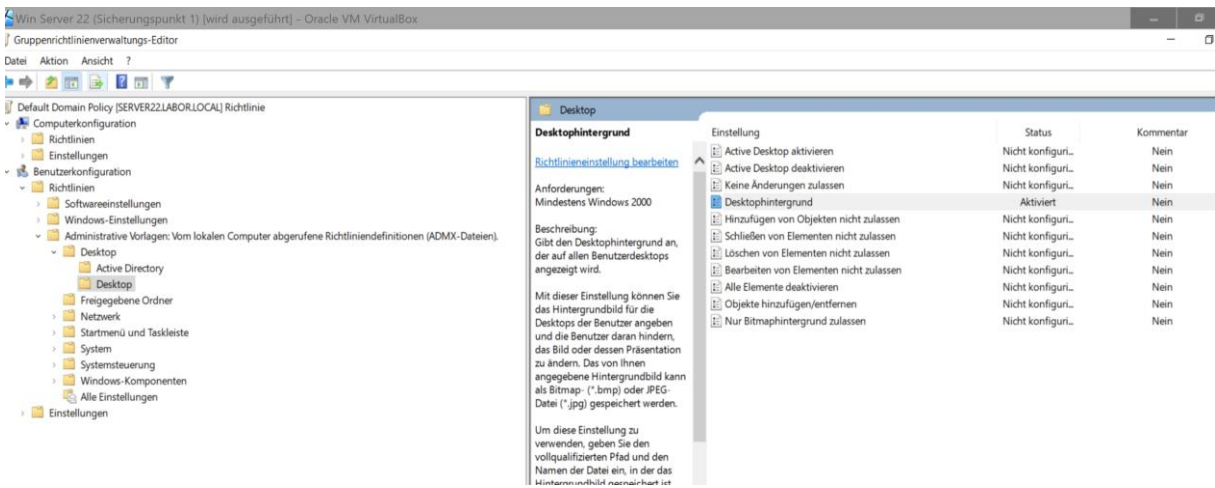 Win Server 22 (Sicherungspunkt 1) [wird ausgeführt] - Oracle VM VirtualBox
Gruppenrichtlinienverwaltungs-Editor
Datei Aktion Ansicht ?
Default Domain Policy [SERVER22.LABOR.LOCAL] Richtlinie
Computerkonfiguration
Richtlinien
Einstellungen
Benutzerkonfiguration
Richtlinien
Softwareeinstellungen
Windows-Einstellungen
Administrative Vorlagen: Vom lokalen Computer abgerufene Richtliniendefinitionen (ADMX-Dateien).
Desktop
Active Directory
Desktop
Freigegebene Ordner
Netzwerk
Startmenü und Taskleiste
System
Systemsteuerung
Windows-Komponenten
Alle Einstellungen
Einstellungen
Desktop
Desktophintergrund
Richtlinieneinstellung bearbeiten
Anforderungen:
Mindestens Windows 2000
Beschreibung:
Gibt den Desktophintergrund an,
der auf allen Benutzerdesktops
angezeigt wird.
Mit dieser Einstellung können Sie
das Hintergrundbild für die
Desktops der Benutzer angeben
und die Benutzer daran hindern,
das Bild oder dessen Präsentation
zu ändern. Das von Ihnen
angegebene Hintergrundbild kann
als Bitmap- (*.bmp) oder JPEG-
Datei (*.jpg) gespeichert werden.
Um diese Einstellung zu
verwenden, geben Sie den
vollqualifizierten Pfad und den
Namen der Datei ein, in der das
Hintergrundbild gespeichert ist
Einstellung Status Kommentar
Active Desktop aktivieren Nicht konfiguri... Nein
Active Desktop deaktivieren Nicht konfiguri... Nein
Keine Änderungen zulassen Nicht konfiguri... Nein
Desktophintergrund Aktiviert Nein
Hinzufügen von Objekten nicht zulassen Nicht konfiguri... Nein
Schließen von Elementen nicht zulassen Nicht konfiguri... Nein
Löschen von Elementen nicht zulassen Nicht konfiguri... Nein
Bearbeiten von Elementen nicht zulassen Nicht konfiguri... Nein
Alle Elemente deaktivieren Nicht konfiguri... Nein
Objekte hinzufügen/entfernen Nicht konfiguri... Nein
Nur Bitmaphintergrund zulassen Nicht konfiguri... Nein